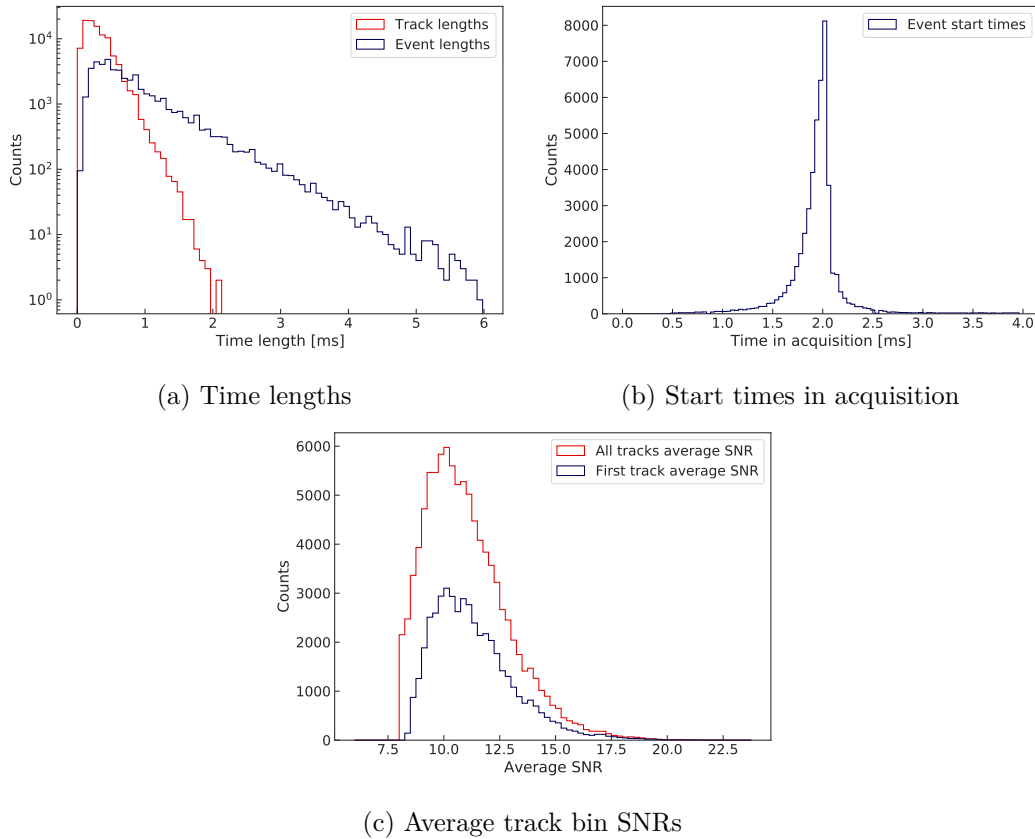 10⁴
10³
10²
10¹
10⁰
Counts
Track lengths
Event lengths
0 1 2 3 4 5 6
Time length [ms]
(a) Time lengths
8000
7000
6000
5000
4000
3000
2000
1000
0
Counts
Event start times
0.0 0.5 1.0 1.5 2.0 2.5 3.0 3.5 4.0
Time in acquisition [ms]
(b) Start times in acquisition
6000
5000
4000
3000
2000
1000
0
Counts
All tracks average SNR
First track average SNR
7.5 10.0 12.5 15.0 17.5 20.0 22.5
Average SNR
(c) Average track bin SNRs